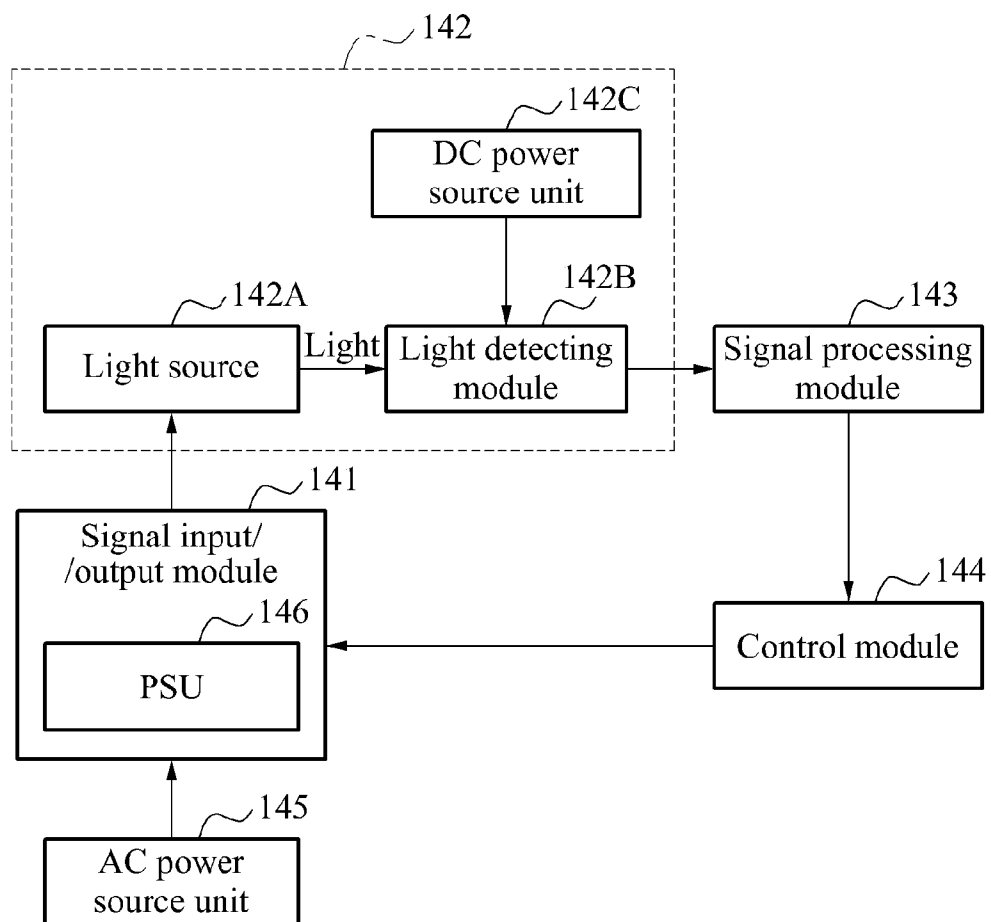 142
142C
DC power
source unit
142A
142B
143
Light source
Light
Light detecting
module
Signal processing
module
141
Signal input/
/output module
146
PSU
144
Control module
145
AC power
source unit